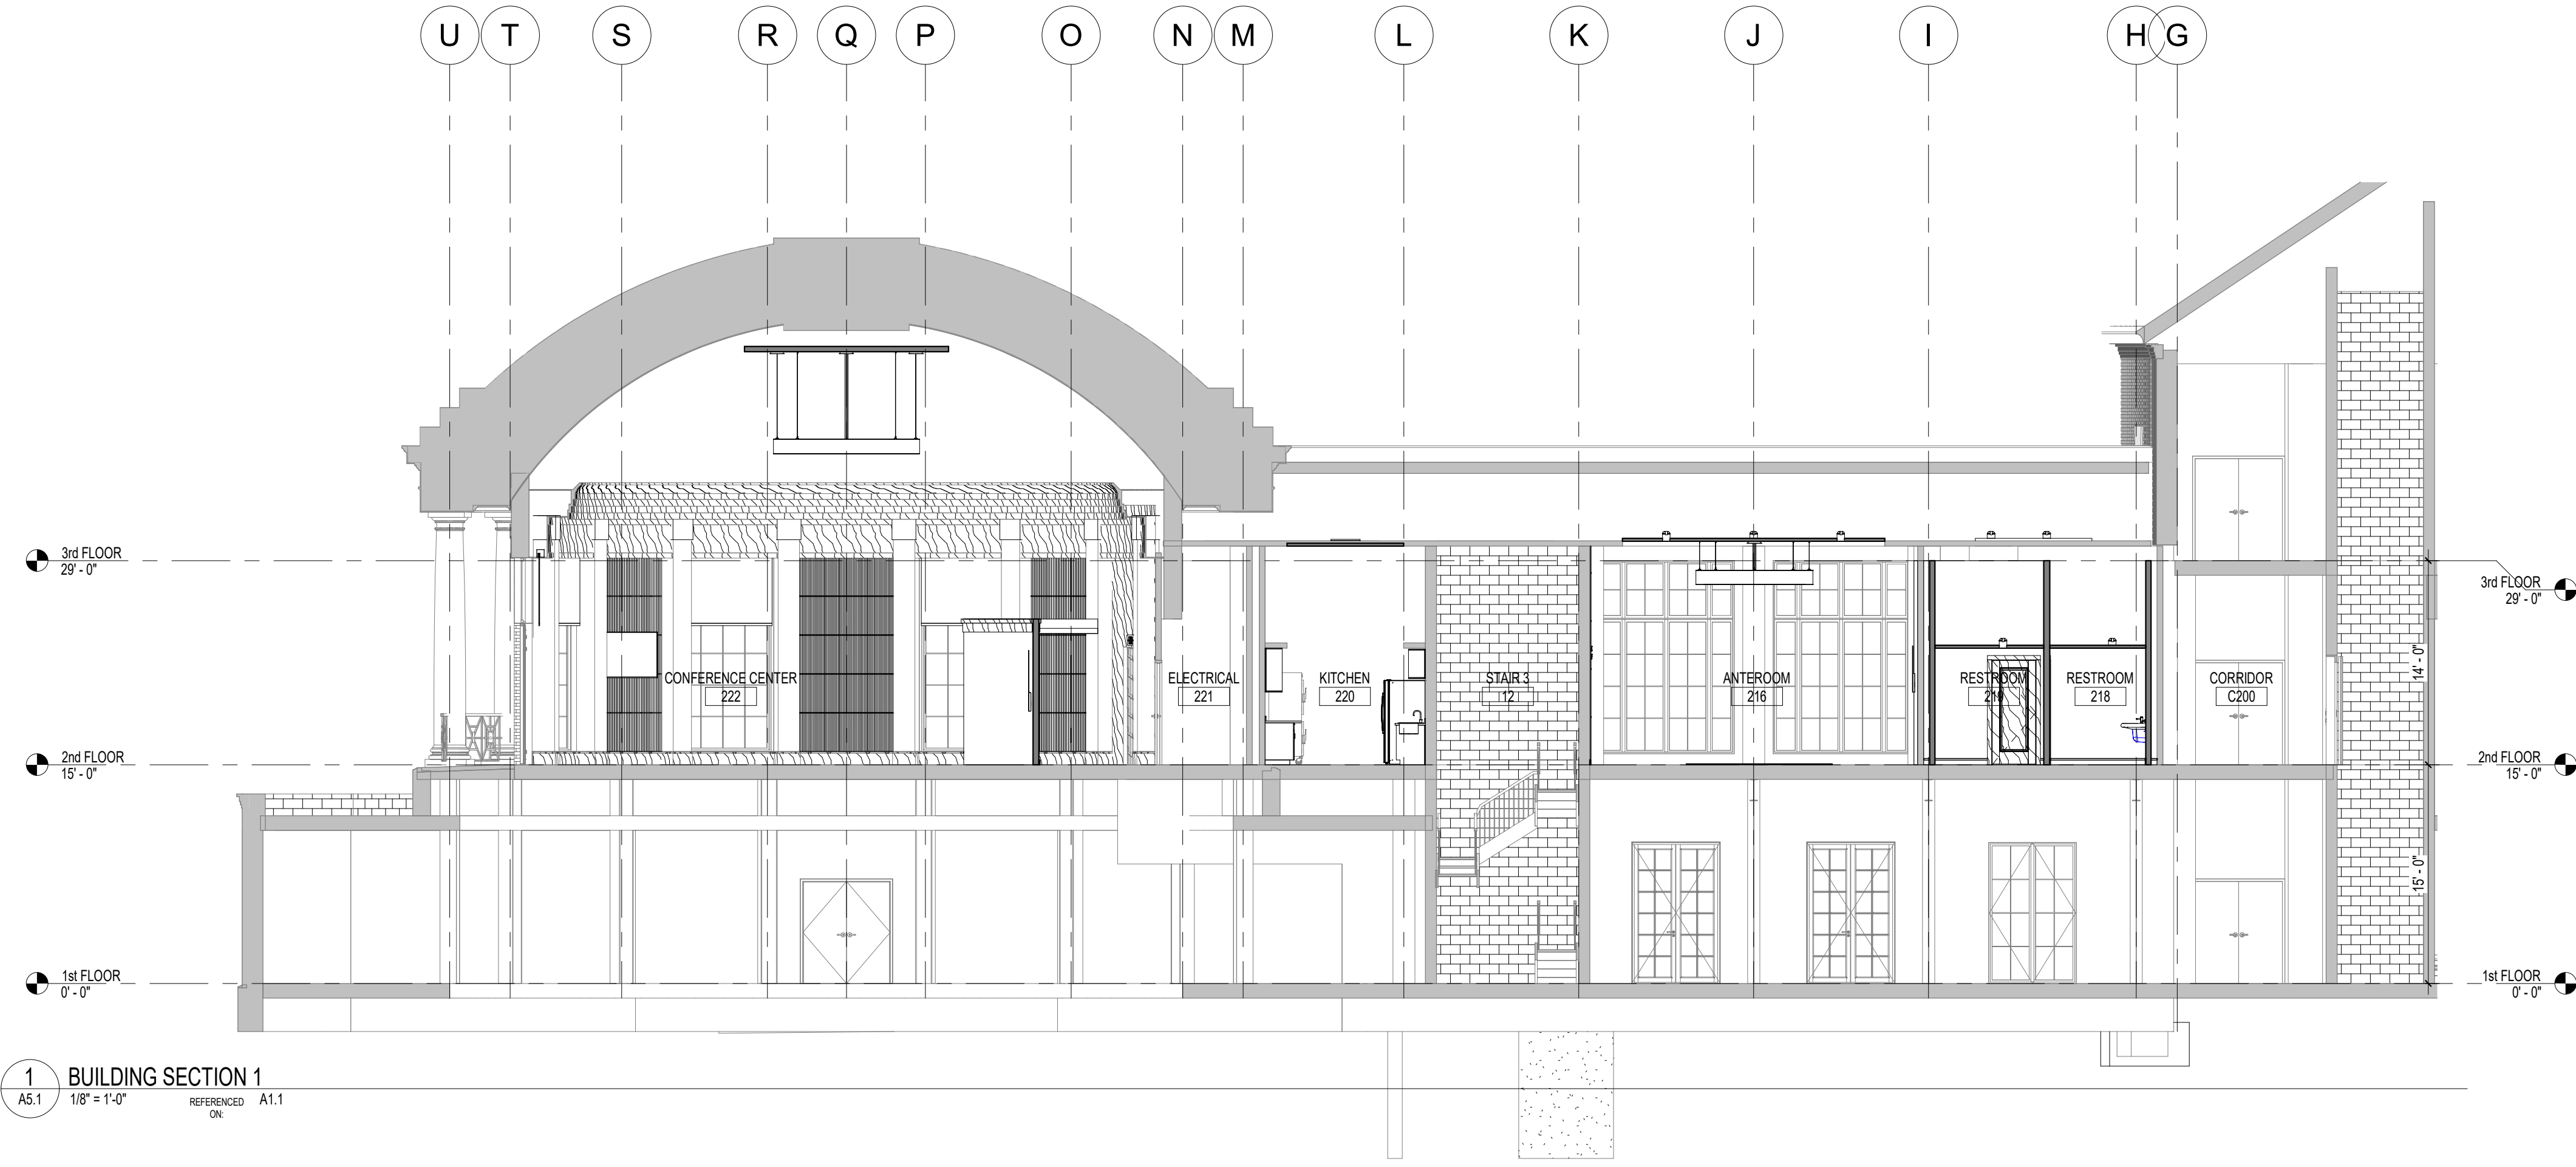 U T S R Q P O N M L K J I H G
3rd FLOOR
29' - 0"
3rd FLOOR
29' - 0"
14' - 0"
CONFERENCE CENTER
222
ELECTRICAL
221
KITCHEN
220
STAIR 3
12
ANTEROOM
216
RESTROOM
219
RESTROOM
218
CORRIDOR
C200
2nd FLOOR
15' - 0"
2nd FLOOR
15' - 0"
15' - 0"
1st FLOOR
0' - 0"
1st FLOOR
0' - 0"
1
A5.1
BUILDING SECTION 1
1/8" = 1'-0"
REFERENCED
ON:
A1.1